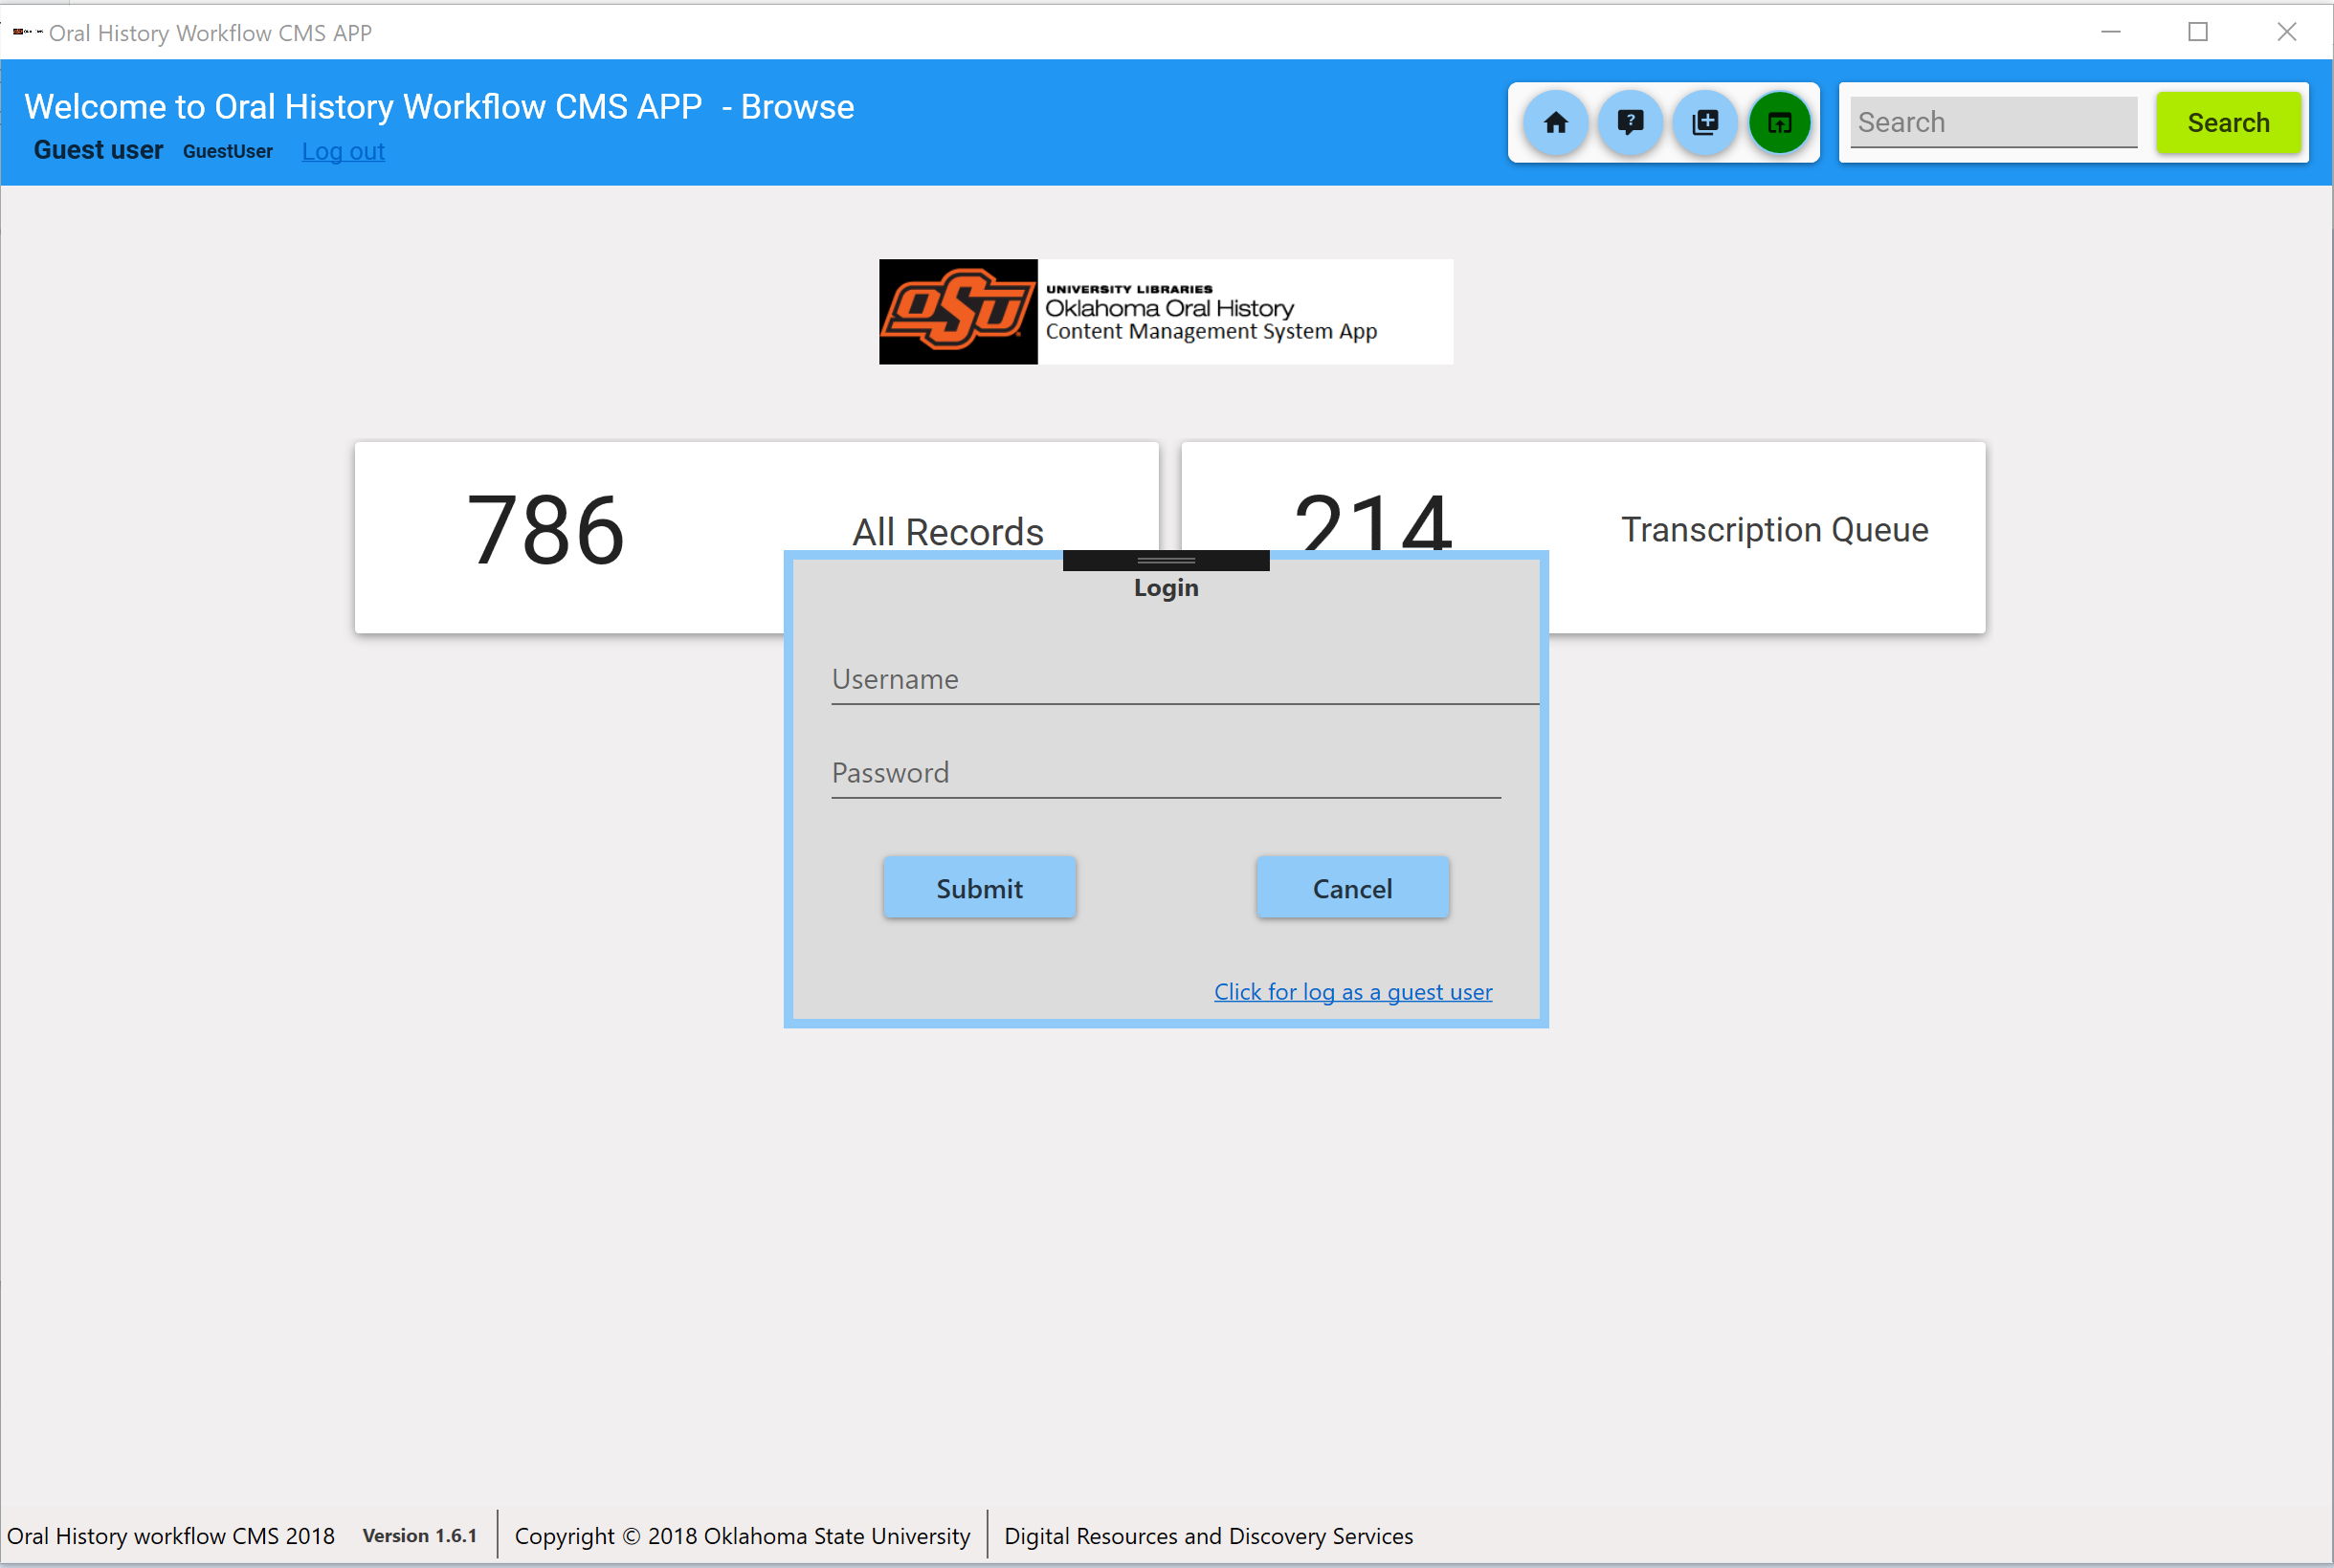 Oral History Workflow CMS APP
Welcome to Oral History Workflow CMS APP - Browse
Guest user GuestUser Log out
?
Search Search
OSU
UNIVERSITY LIBRARIES
Oklahoma Oral History
Content Management System App
786 All Records
214 Transcription Queue
Login
Username
Password
Submit Cancel
Click for log as a guest user
Oral History workflow CMS 2018 Version 1.6.1 Copyright © 2018 Oklahoma State University Digital Resources and Discovery Services